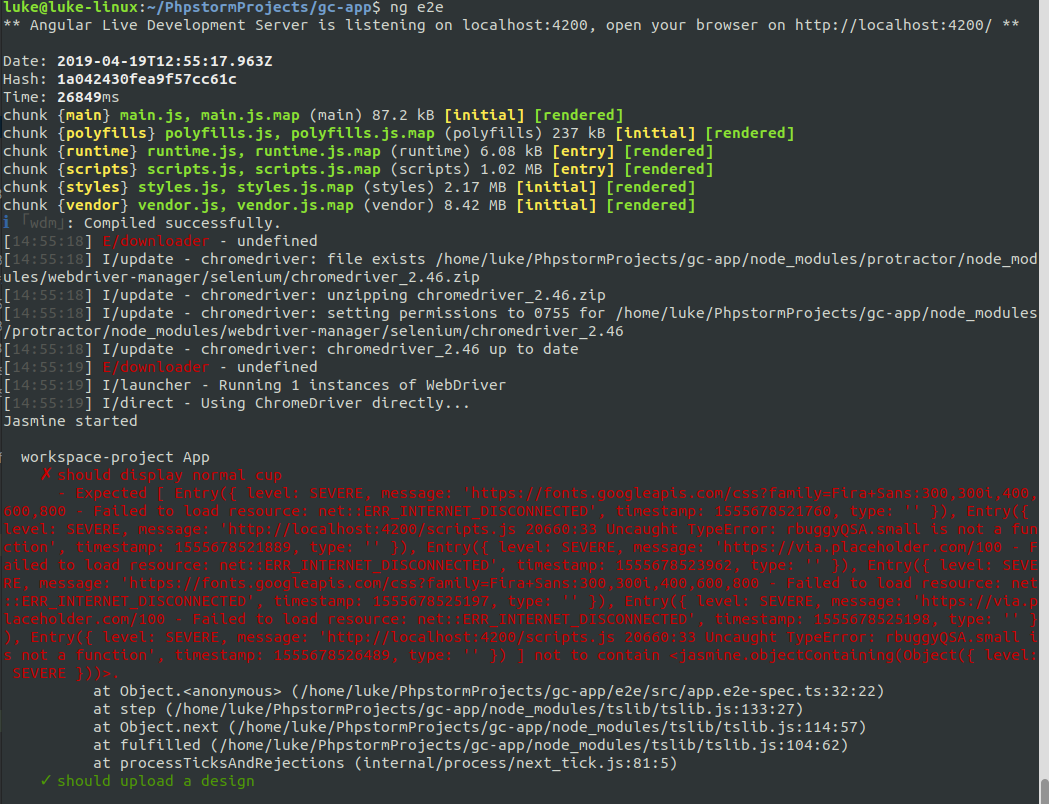 luke@luke-linux:~/PhpstormProjects/gc-app$ ng e2e
** Angular Live Development Server is listening on localhost:4200, open your browser on http://localhost:4200/ **

Date: 2019-04-19T12:55:17.963Z
Hash: 1a042430fea9f57cc61c
Time: 26849ms
chunk {main} main.js, main.js.map (main) 87.2 kB [initial] [rendered]
chunk {polyfills} polyfills.js, polyfills.js.map (polyfills) 237 kB [initial] [rendered]
chunk {runtime} runtime.js, runtime.js.map (runtime) 6.08 kB [entry] [rendered]
chunk {scripts} scripts.js, scripts.js.map (scripts) 1.02 MB [entry] [rendered]
chunk {styles} styles.js, styles.js.map (styles) 2.17 MB [initial] [rendered]
chunk {vendor} vendor.js, vendor.js.map (vendor) 8.42 MB [initial] [rendered]
ℹ ｢wdm｣: Compiled successfully.
[14:55:18] E/downloader - undefined
[14:55:18] I/update - chromedriver: file exists /home/luke/PhpstormProjects/gc-app/node_modules/protractor/node_mod
ules/webdriver-manager/selenium/chromedriver_2.46.zip
[14:55:18] I/update - chromedriver: unzipping chromedriver_2.46.zip
[14:55:18] I/update - chromedriver: setting permissions to 0755 for /home/luke/PhpstormProjects/gc-app/node_modules
/protractor/node_modules/webdriver-manager/selenium/chromedriver_2.46
[14:55:18] I/update - chromedriver: chromedriver_2.46 up to date
[14:55:19] E/downloader - undefined
[14:55:19] I/launcher - Running 1 instances of WebDriver
[14:55:19] I/direct - Using ChromeDriver directly...
Jasmine started

  workspace-project App
    ✗ should display normal cup
      - Expected [ Entry({ level: SEVERE, message: 'https://fonts.googleapis.com/css?family=Fira+Sans:300,300i,400,
600,800 - Failed to load resource: net::ERR_INTERNET_DISCONNECTED', timestamp: 1555678521760, type: '' }), Entry({
level: SEVERE, message: 'http://localhost:4200/scripts.js 20660:33 Uncaught TypeError: rbuggyQSA.small is not a fun
ction', timestamp: 1555678521889, type: '' }), Entry({ level: SEVERE, message: 'https://via.placeholder.com/100 - F
ailed to load resource: net::ERR_INTERNET_DISCONNECTED', timestamp: 1555678523962, type: '' }), Entry({ level: SEVE
RE, message: 'https://fonts.googleapis.com/css?family=Fira+Sans:300,300i,400,600,800 - Failed to load resource: net
::ERR_INTERNET_DISCONNECTED', timestamp: 1555678525197, type: '' }), Entry({ level: SEVERE, message: 'https://via.p
laceholder.com/100 - Failed to load resource: net::ERR_INTERNET_DISCONNECTED', timestamp: 1555678525198, type: '' }
), Entry({ level: SEVERE, message: 'http://localhost:4200/scripts.js 20660:33 Uncaught TypeError: rbuggyQSA.small i
s not a function', timestamp: 1555678526489, type: '' }) ] not to contain <jasmine.objectContaining(Object({ level:
 SEVERE }))>.
          at Object.<anonymous> (/home/luke/PhpstormProjects/gc-app/e2e/src/app.e2e-spec.ts:32:22)
          at step (/home/luke/PhpstormProjects/gc-app/node_modules/tslib/tslib.js:133:27)
          at Object.next (/home/luke/PhpstormProjects/gc-app/node_modules/tslib/tslib.js:114:57)
          at fulfilled (/home/luke/PhpstormProjects/gc-app/node_modules/tslib/tslib.js:104:62)
          at processTicksAndRejections (internal/process/next_tick.js:81:5)
    ✓ should upload a design